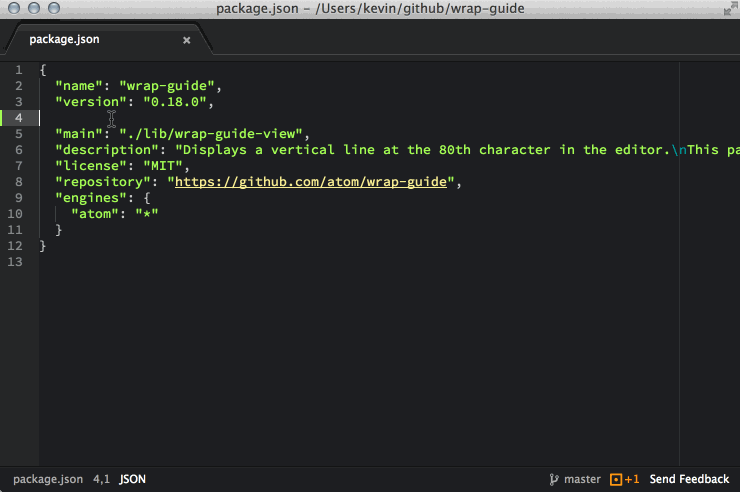 package.json – /Users/kevin/github/wrap-guide
package.json ×
1 {
2 "name": "wrap-guide",
3 "version": "0.18.0",
4
5 "main": "./lib/wrap-guide-view",
6 "description": "Displays a vertical line at the 80th character in the editor.\nThis pa
7 "license": "MIT",
8 "repository": "https://github.com/atom/wrap-guide",
9 "engines": {
10 "atom": "*"
11 }
12 }
13
package.json 4,1 JSON master +1 Send Feedback